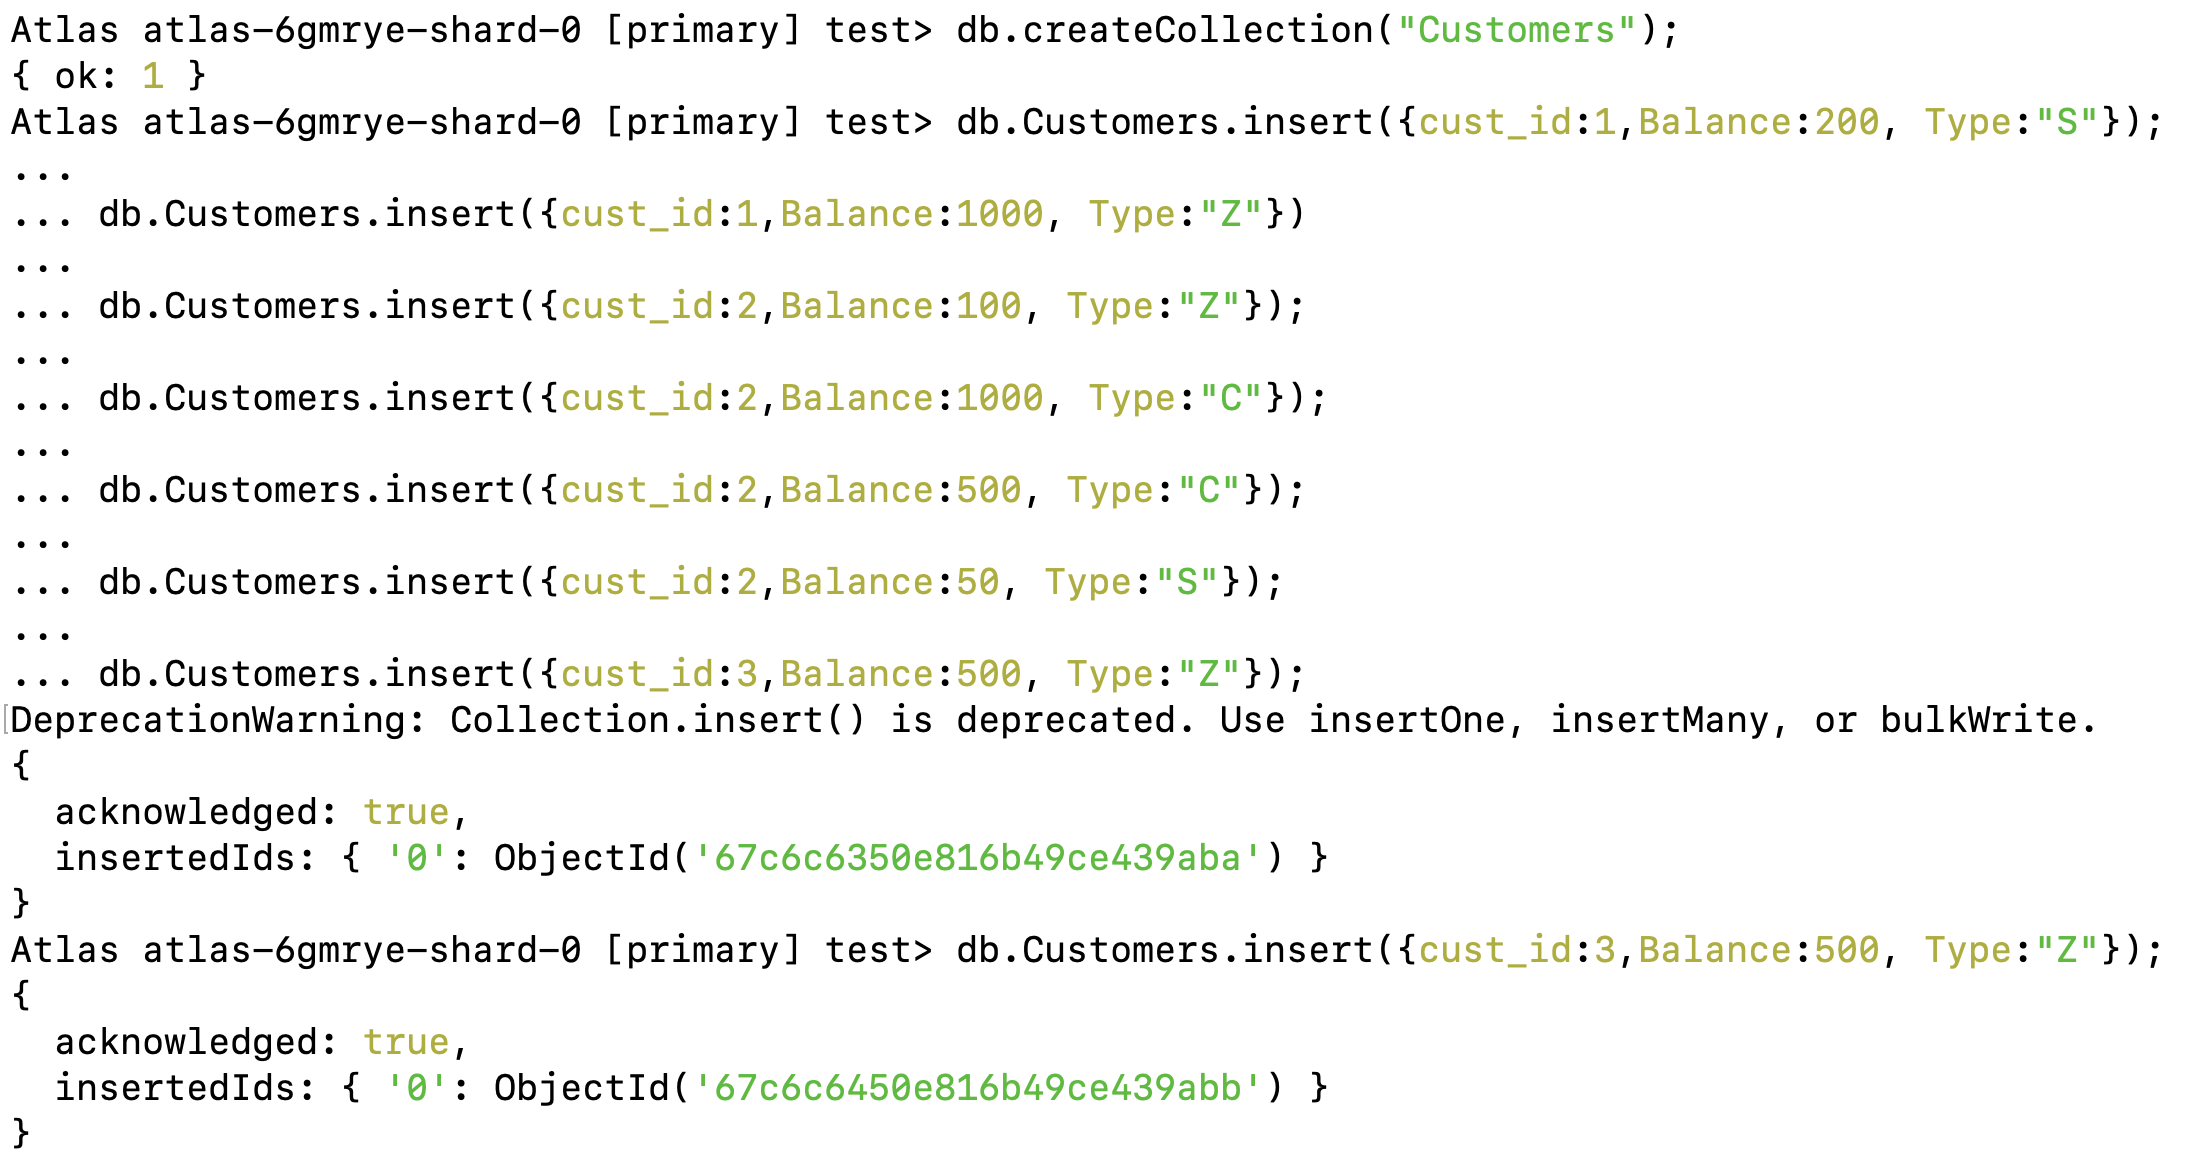 Atlas atlas-6gmrye-shard-0 [primary] test> db.createCollection("Customers");
{ ok: 1 }
Atlas atlas-6gmrye-shard-0 [primary] test> db.Customers.insert({cust_id:1,Balance:200, Type:"S"});
...
... db.Customers.insert({cust_id:1,Balance:1000, Type:"Z"})
...
... db.Customers.insert({cust_id:2,Balance:100, Type:"Z"});
...
... db.Customers.insert({cust_id:2,Balance:1000, Type:"C"});
...
... db.Customers.insert({cust_id:2,Balance:500, Type:"C"});
...
... db.Customers.insert({cust_id:2,Balance:50, Type:"S"});
...
... db.Customers.insert({cust_id:3,Balance:500, Type:"Z"});
DeprecationWarning: Collection.insert() is deprecated. Use insertOne, insertMany, or bulkWrite.
{
  acknowledged: true,
  insertedIds: { '0': ObjectId('67c6c6350e816b49ce439aba') }
}
Atlas atlas-6gmrye-shard-0 [primary] test> db.Customers.insert({cust_id:3,Balance:500, Type:"Z"});
{
  acknowledged: true,
  insertedIds: { '0': ObjectId('67c6c6450e816b49ce439abb') }
}